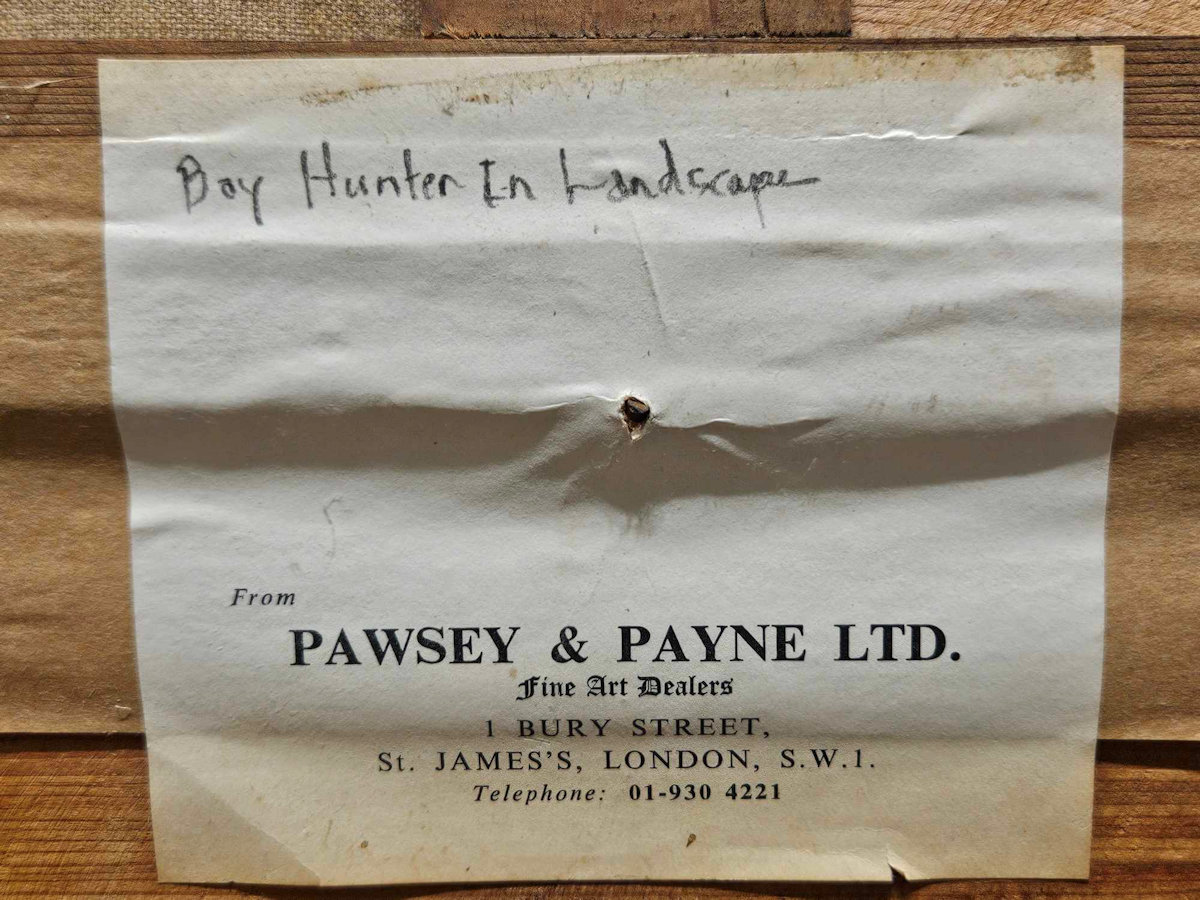 Boy Hunter In Landscape
From
PAWSEY & PAYNE LTD.
Fine Art Dealers
1 BURY STREET,
St. JAMES'S, LONDON, S.W.1.
Telephone: 01-930 4221